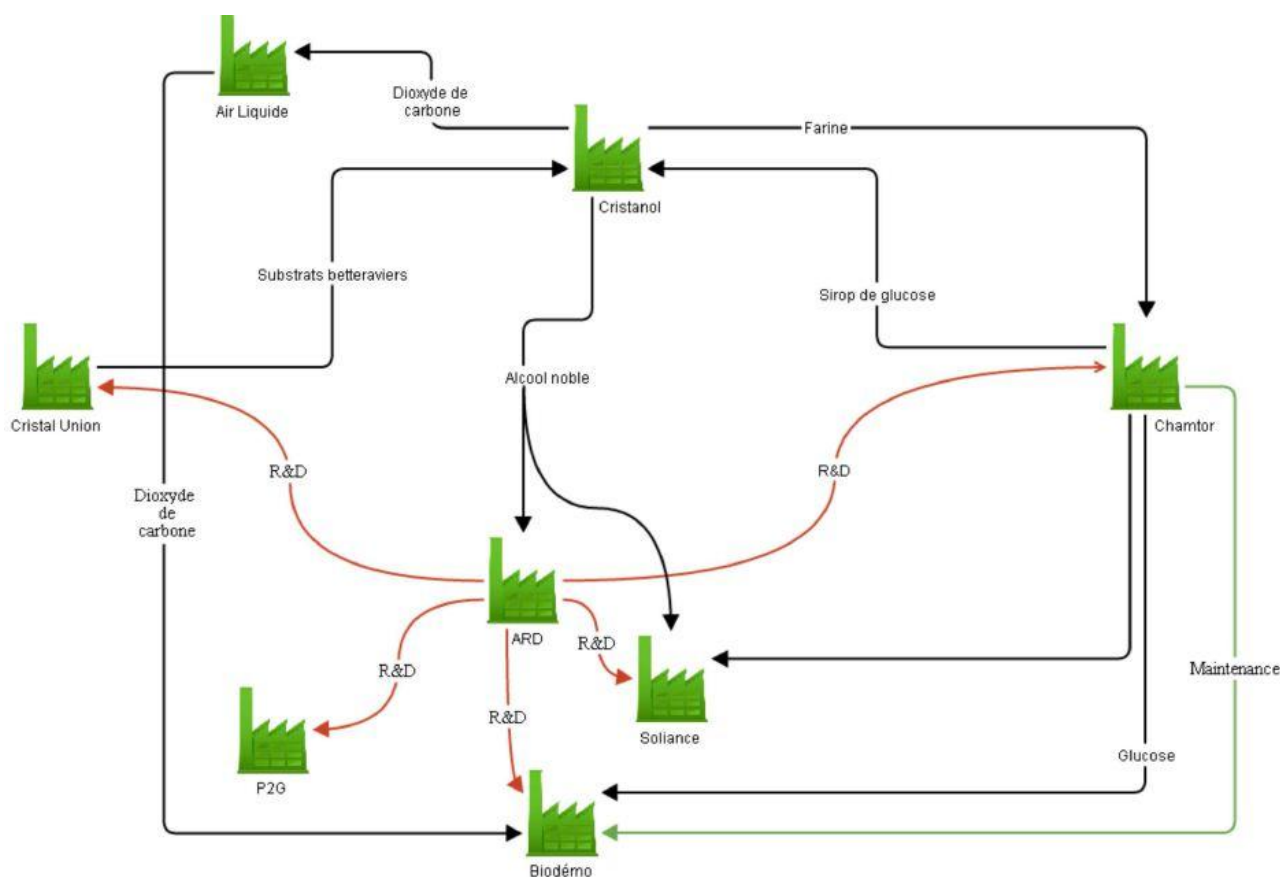 Air Liquide
Dioxyde de
carbone
Farine
Cristanol
Substrats betteraviers
Sirop de glucose
Cristal Union
Alcool noble
Chamtor
R&D
R&D
Dioxyde
de
carbone
ARD
R&D
R&D
Maintenance
R&D
Soliance
Glucose
P2G
Biodémo